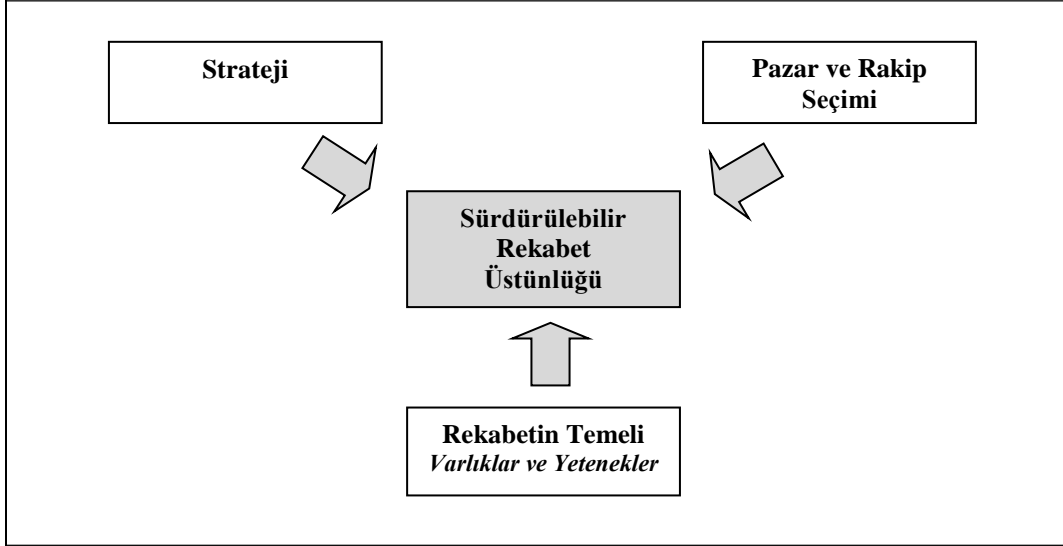 Strateji
Pazar ve Rakip
Seçimi
Sürdürülebilir
Rekabet
Üstünlüğü
Rekabetin Temeli
Varlıklar ve Yetenekler